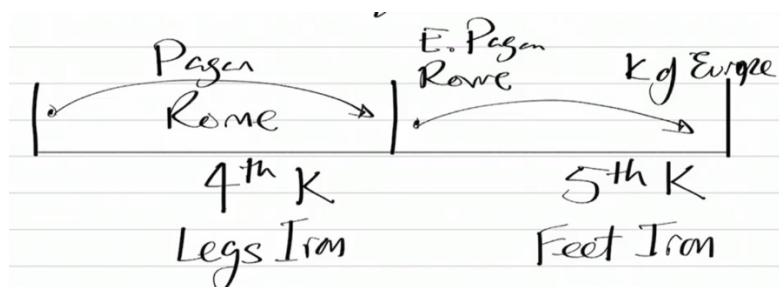 Pagan
Rome
4th K
Legs Iron
E. Pagan
Rome
K of Europe
5th K
Feet Iron